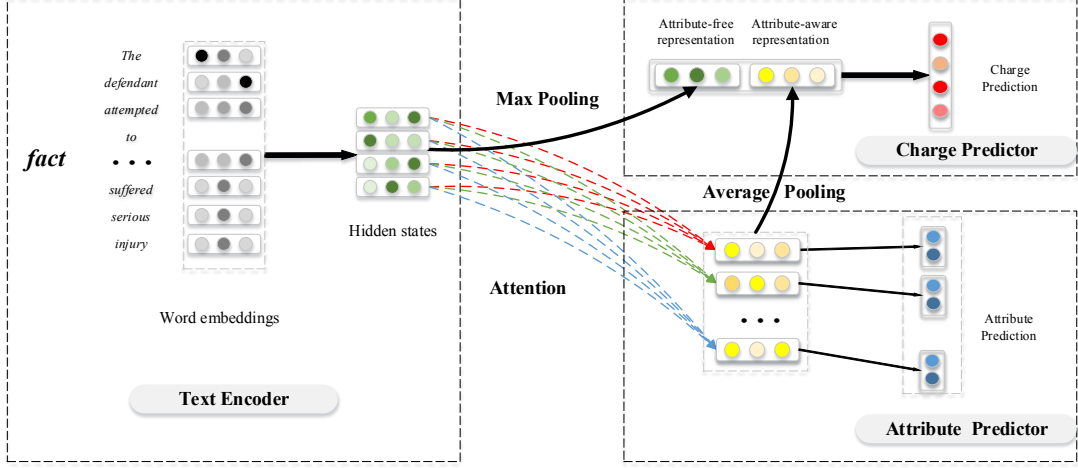 fact
The
defendant
attempted
to
• • •
suffered
serious
injury
Word embeddings
Text Encoder
Hidden states
Max Pooling
Attention
Average Pooling
Attribute-free
representation
Attribute-aware
representation
Charge
Prediction
Charge Predictor
• • •
Attribute
Prediction
Attribute Predictor